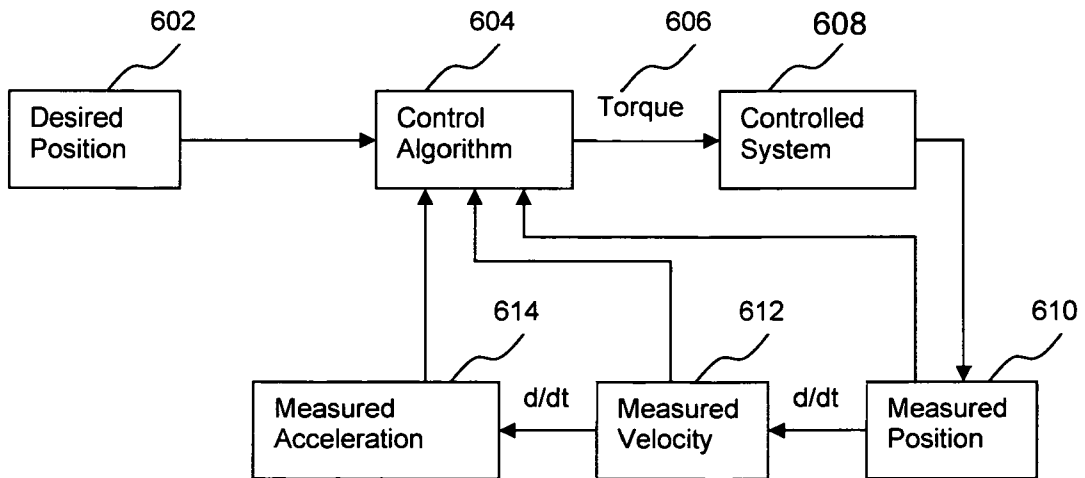 602
604
606
608
Desired
Position
Control
Algorithm
Torque
Controlled
System
614
612
610
Measured
Acceleration
d/dt
Measured
Velocity
d/dt
Measured
Position